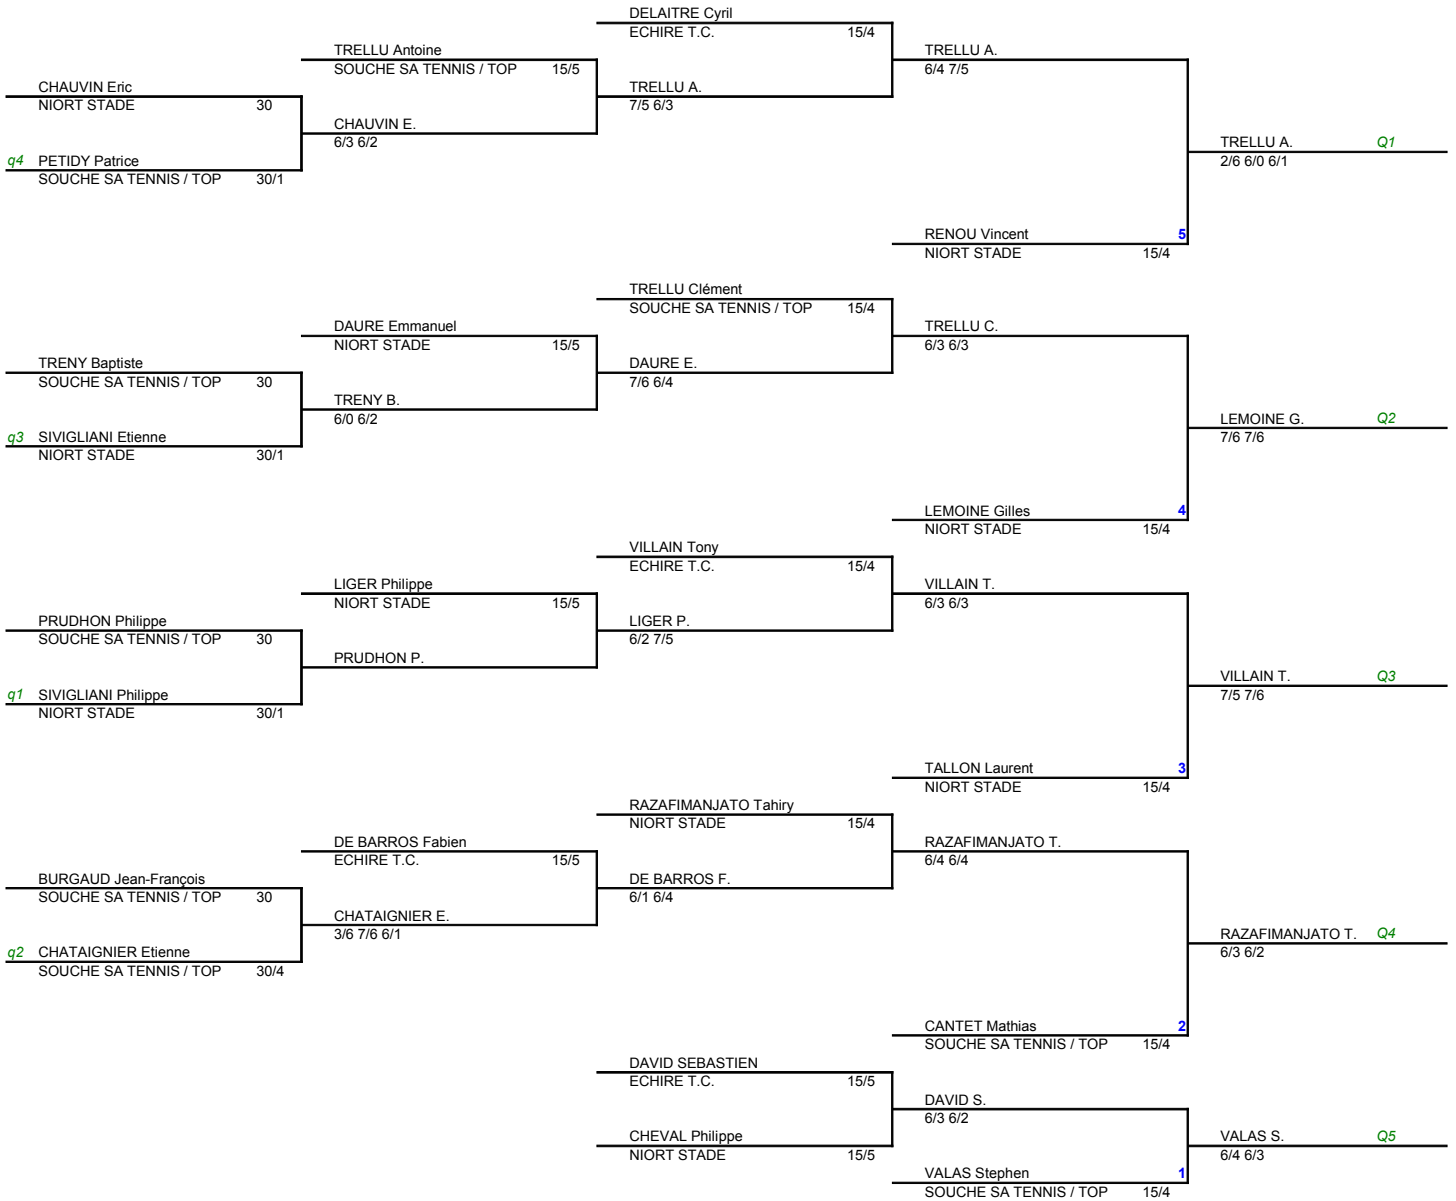 DELAITRE Cyril
ECHIRE T.C. 15/4
TRELLU Antoine TRELLU A.
SOUCHE SA TENNIS / TOP 15/5 6/4 7/5
CHAUVIN Eric TRELLU A.
NIORT STADE 30 7/5 6/3
CHAUVIN E.
6/3 6/2 TRELLU A. Q1
q4 PETIDY Patrice 2/6 6/0 6/1
SOUCHE SA TENNIS / TOP 30/1
RENOU Vincent 5
NIORT STADE 15/4
TRELLU Clément
SOUCHE SA TENNIS / TOP 15/4
DAURE Emmanuel TRELLU C.
NIORT STADE 15/5 6/3 6/3
TRENY Baptiste DAURE E.
SOUCHE SA TENNIS / TOP 30 7/6 6/4
TRENY B.
6/0 6/2 LEMOINE G. Q2
q3 SIVIGLIANI Etienne 7/6 7/6
NIORT STADE 30/1
LEMOINE Gilles 4
NIORT STADE 15/4
VILLAIN Tony
ECHIRE T.C. 15/4
LIGER Philippe VILLAIN T.
NIORT STADE 15/5 6/3 6/3
PRUDHON Philippe LIGER P.
SOUCHE SA TENNIS / TOP 30 6/2 7/5
PRUDHON P.
VILLAIN T. Q3
q1 SIVIGLIANI Philippe 7/5 7/6
NIORT STADE 30/1
TALLON Laurent 3
NIORT STADE 15/4
RAZAFIMANJATO Tahiry
NIORT STADE 15/4
DE BARROS Fabien RAZAFIMANJATO T.
ECHIRE T.C. 15/5 6/4 6/4
BURGAUD Jean-François DE BARROS F.
SOUCHE SA TENNIS / TOP 30 6/1 6/4
CHATAIGNIER E.
3/6 7/6 6/1 RAZAFIMANJATO T. Q4
q2 CHATAIGNIER Etienne 6/3 6/2
SOUCHE SA TENNIS / TOP 30/4
CANTET Mathias 2
SOUCHE SA TENNIS / TOP 15/4
DAVID SEBASTIEN
ECHIRE T.C. 15/5
DAVID S.
6/3 6/2
CHEVAL Philippe VALAS S. Q5
NIORT STADE 15/5 6/4 6/3
VALAS Stephen 1
SOUCHE SA TENNIS / TOP 15/4